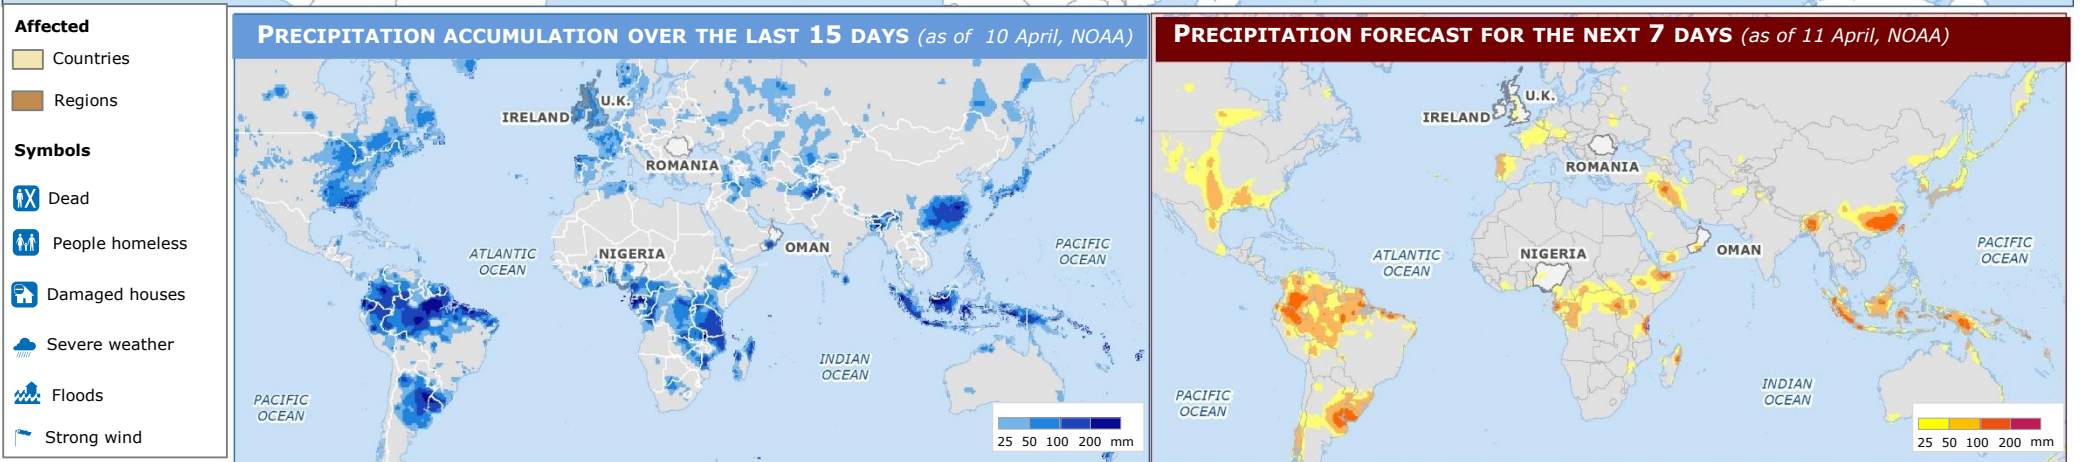 Affected
Countries
Regions
Symbols
Dead
People homeless
Damaged houses
Severe weather
Floods
Strong wind
PRECIPITATION ACCUMULATION OVER THE LAST 15 DAYS (as of 10 April, NOAA)
U.K.
IRELAND
ROMANIA
ATLANTIC
OCEAN
NIGERIA
OMAN
PACIFIC
OCEAN
INDIAN
OCEAN
PACIFIC
OCEAN
25 50 100 200 mm
PRECIPITATION FORECAST FOR THE NEXT 7 DAYS (as of 11 April, NOAA)
U.K.
IRELAND
ROMANIA
ATLANTIC
OCEAN
NIGERIA
OMAN
PACIFIC
OCEAN
INDIAN
OCEAN
PACIFIC
OCEAN
25 50 100 200 mm